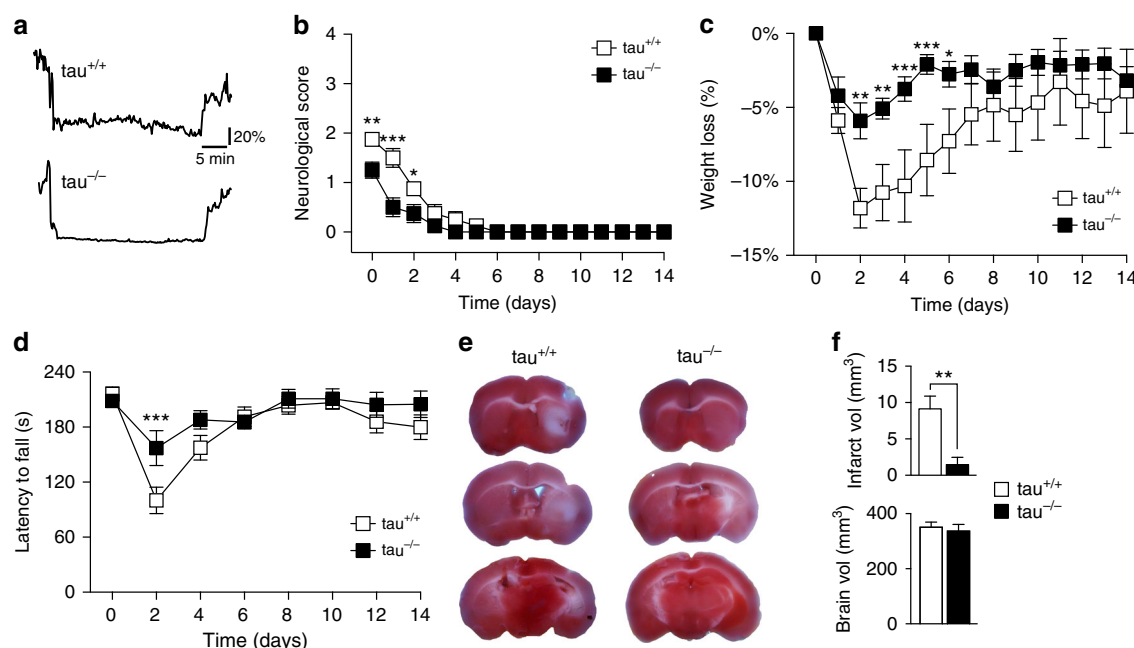 a
tau+/+
20%
5 min
tau−/−
b
4
3
2
1
0
Neurological score
**
***
*
tau+/+
tau−/−
0 2 4 6 8 10 12 14
Time (days)
c
0%
−5%
−10%
−15%
Weight loss (%)
** ** *** *** *
tau+/+
tau−/−
0 2 4 6 8 10 12 14
Time (days)
d
240
180
120
60
0
Latency to fall (s)
***
tau+/+
tau−/−
0 2 4 6 8 10 12 14
Time (days)
e
tau+/+ tau−/−
f
15
10
5
0
Infarct vol (mm3)
**
400
200
0
Brain vol (mm3)
tau+/+
tau−/−